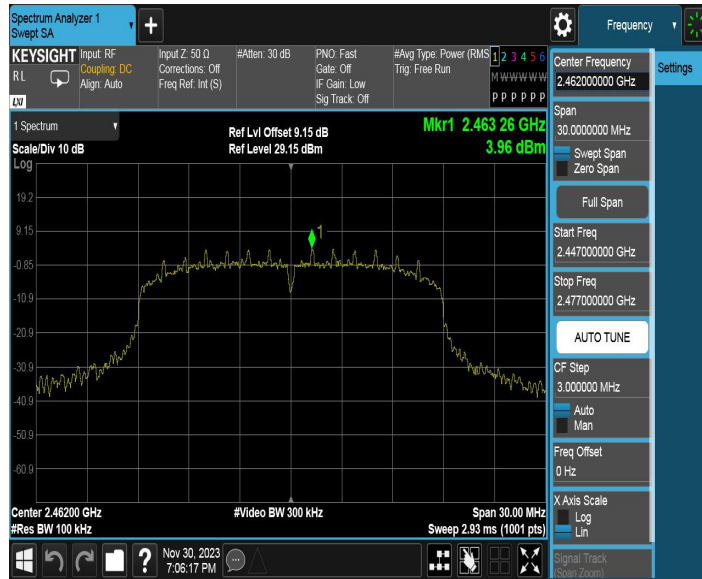 Spectrum Analyzer 1
Swept SA
+
Frequency
KEYSIGHT
RL
LXI
Input: RF
Coupling: DC
Align: Auto
Input Z: 50 Ω
Corrections: Off
Freq Ref: Int (S)
#Atten: 30 dB
PNO: Fast
Gate: Off
IF Gain: Low
Sig Track: Off
#Avg Type: Power (RMS
Trig: Free Run
1 2 3 4 5 6
M W W W W W
P P P P P P
Settings
Center Frequency
2.462000000 GHz
Span
30.0000000 MHz
Swept Span
Zero Span
Full Span
Start Freq
2.447000000 GHz
Stop Freq
2.477000000 GHz
AUTO TUNE
CF Step
3.000000 MHz
Auto
Man
Freq Offset
0 Hz
X Axis Scale
Log
Lin
Signal Track
(Span Zoom)
1 Spectrum
Scale/Div 10 dB
Ref Lvl Offset 9.15 dB
Ref Level 29.15 dBm
Mkr1 2.463 26 GHz
3.96 dBm
Log
19.2
9.15
-0.85
-10.9
-20.9
-30.9
-40.9
-50.9
-60.9
1
Center 2.46200 GHz
#Res BW 100 kHz
#Video BW 300 kHz
Span 30.00 MHz
Sweep 2.93 ms (1001 pts)
?
Nov 30, 2023
7:06:17 PM